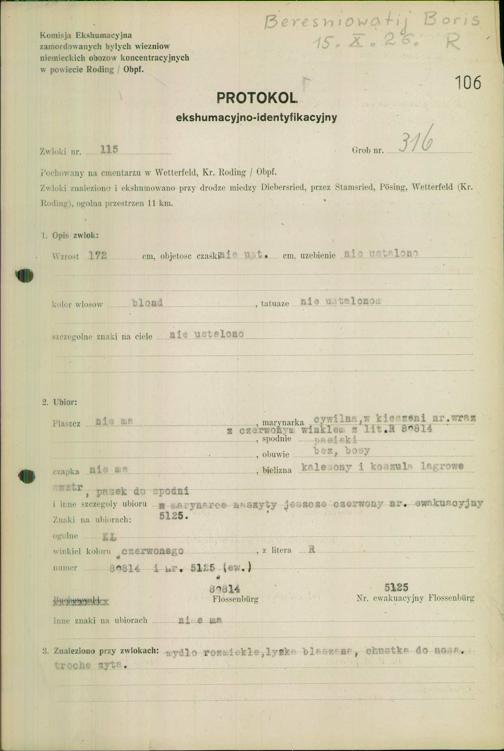 Beresniowatij Boris
15. X. 26. R
Komisja Ekshumacyjna
zamordowanych byłych wiezniow
niemieckich obozow koncentracyjnych
w powiecie Roding / Obpf.
106
PROTOKOL
ekshumacyjno-identyfikacyjny
Zwloki nr. 115 Grob nr. 316
Pochowany na cmentarzu w Wetterfeld, Kr. Roding / Obpf.
Zwloki znaleziono i ekshumowano przy drodze miedzy Diebersried, przez Stamsried, Pösing, Wetterfeld (Kr.
Roding), ogolna przestrzen 11 km.
1. Opis zwlok:
Wzrost 172 cm, objetosc czaski nie ust. cm, uzebienie nie ustalono
kolor wlosow blond , tatuaze nie ustalonom
szczegolne znaki na ciele nie ustalono
2. Ubior:
Plaszcz nie ma , marynarka cywilna,w kieszeni nr.wraz
z czerwonym winklem z lit.R 80814
, spodnie pasiaki
, obuwie bez, bosy
czapka nie ma , bielizna kalesony i koszula lagrowe
, pasek do spodni
i inne szczegoly ubioru w marynarce naszyty jeszcze czerwony nr. ewakuacyjny
Znaki na ubiorach: 5125.
ogolne KL
winkiel koloru czerwonego , z litera R
numer 80814 i nr. 5125 (ew.)
80814 5125
Flossenbürg Nr. ewakuacyjny Flossenbürg
inne znaki na ubiorach nie ma
3. Znaleziono przy zwlokach: mydlo rozmiekle,lyzka blaszana, chustka do nosa.
troche zyta.